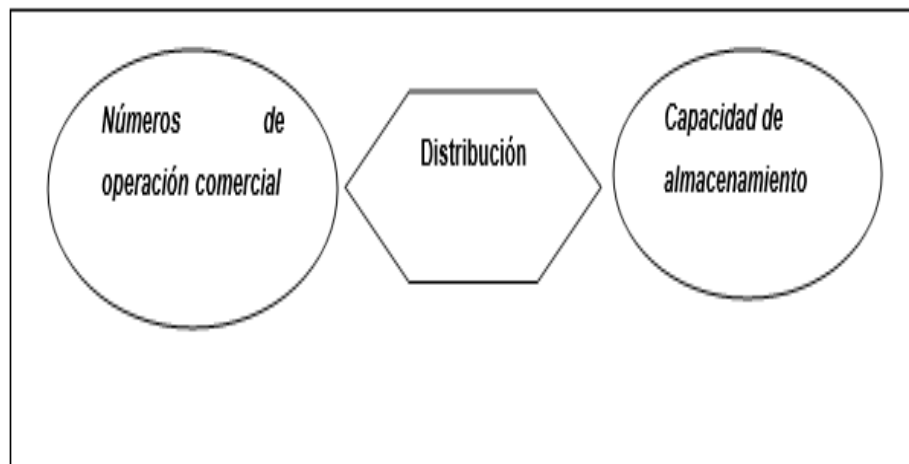 Números de
operación comercial
Distribución
Capacidad de
almacenamiento